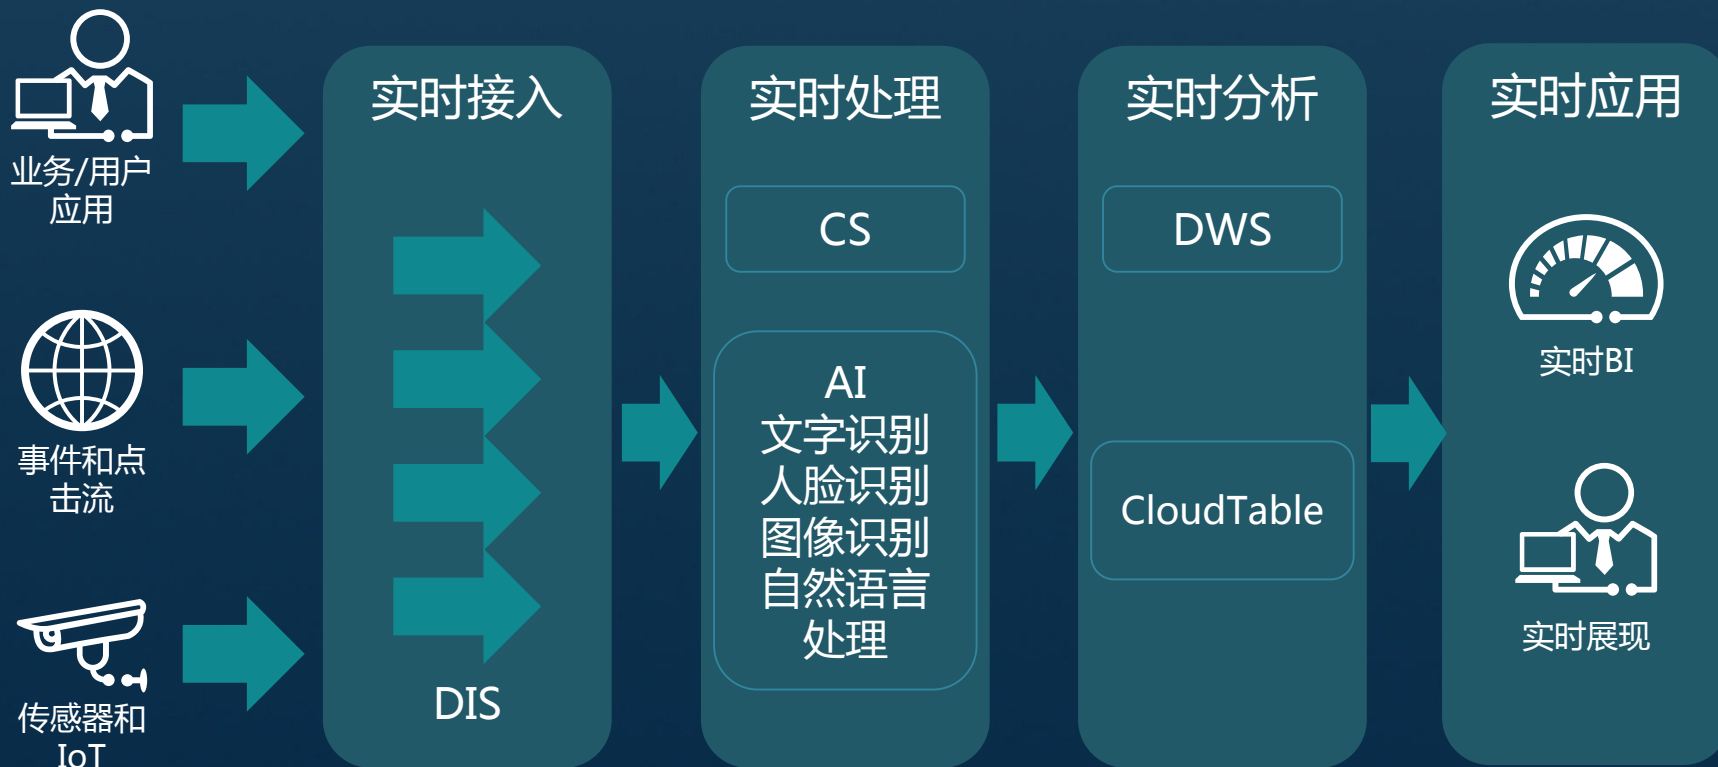 业务/用户
应用
事件和点
击流
传感器和
IoT
实时接入
DIS
实时处理
CS
AI
文字识别
人脸识别
图像识别
自然语言
处理
实时分析
DWS
CloudTable
实时应用
实时BI
实时展现